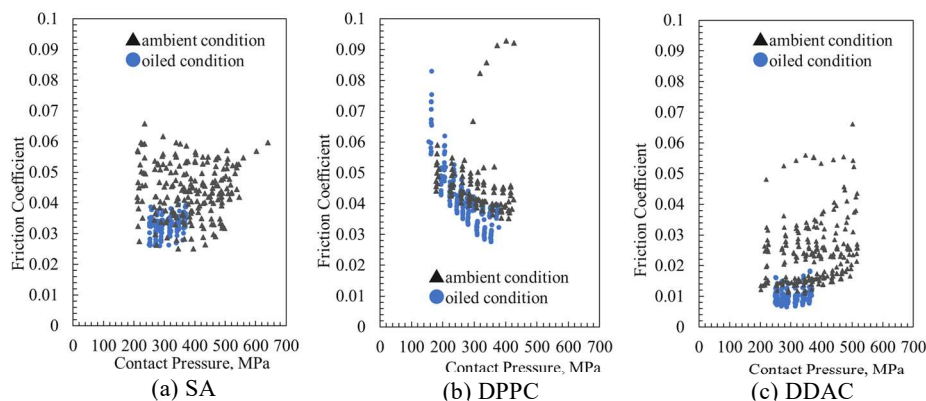 0.1
0.09
0.08
0.07
0.06
0.05
0.04
0.03
0.02
0.01
0
Friction Coefficient
▲ambient condition
●oiled condition
0 100 200 300 400 500 600 700
Contact Pressure, MPa
(a) SA
0.1
0.09
0.08
0.07
0.06
0.05
0.04
0.03
0.02
0.01
0
Friction Coefficient
▲ambient condition
●oiled condition
0 100 200 300 400 500 600 700
Contact Pressure, MPa
(b) DPPC
0.1
0.09
0.08
0.07
0.06
0.05
0.04
0.03
0.02
0.01
0
Friction Coefficient
▲ambient condition
●oiled condition
0 100 200 300 400 500 600 700
Contact Pressure, MPa
(c) DDAC